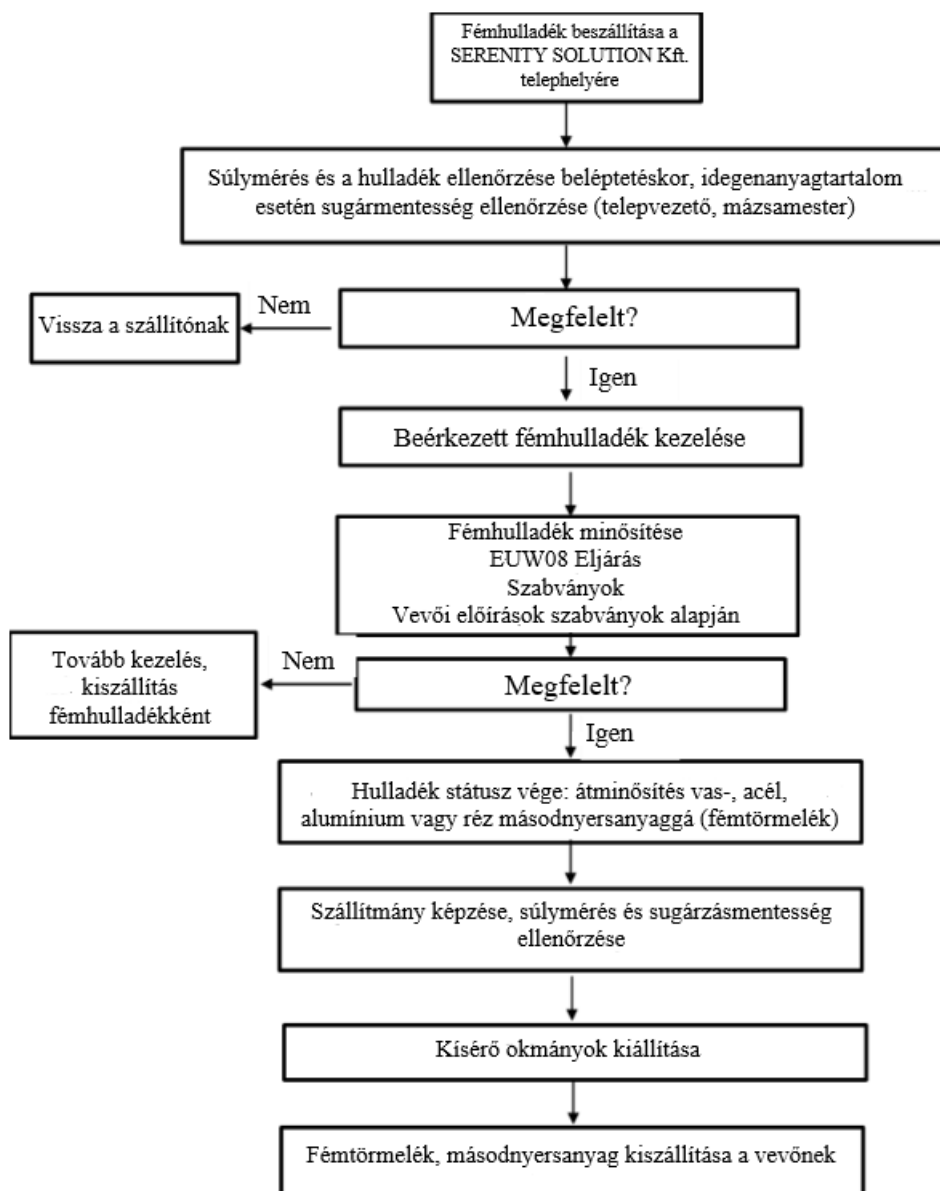 Fémhulladék beszállítása a
SERENITY SOLUTION Kft.
telephelyére
Súlymérés és a hulladék ellenőrzése beléptetéskor, idegenanyagtartalom
esetén sugármentesség ellenőrzése (telepvezető, mázsamester)
Megfelelt?
Nem
Vissza a szállítónak
Igen
Beérkezett fémhulladék kezelése
Fémhulladék minősítése
EUW08 Eljárás
Szabványok
Vevői előírások szabványok alapján
Megfelelt?
Nem
Tovább kezelés,
kiszállítás
fémhulladékként
Igen
Hulladék státusz vége: átminősítés vas-, acél,
alumínium vagy réz másodnyersanyaggá (fémtörmelék)
Szállítmány képzése, súlymérés és sugárzásmentesség
ellenőrzése
Kísérő okmányok kiállítása
Fémtörmelék, másodnyersanyag kiszállítása a vevőnek